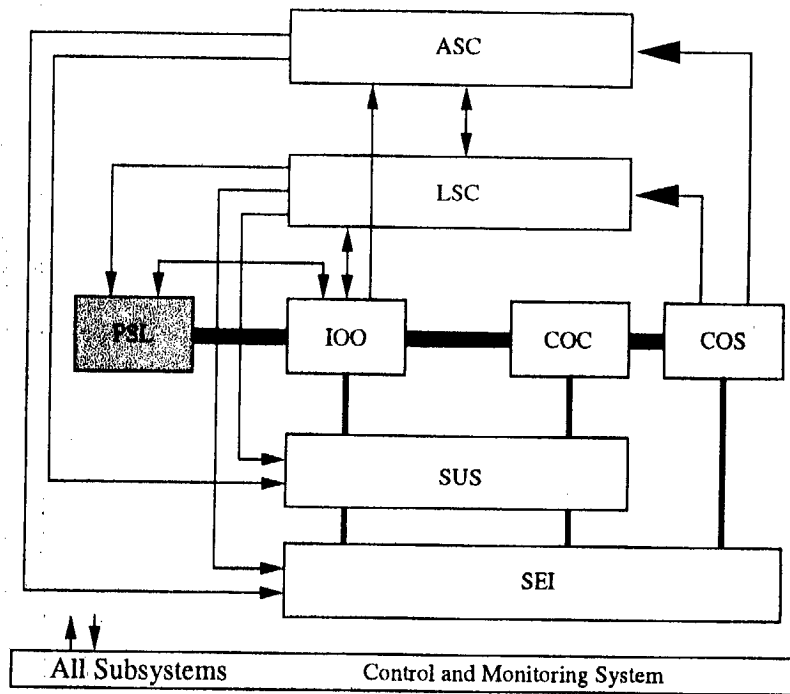 ASC
LSC
PSL
IOO
COC
COS
SUS
SEI
All Subsystems
Control and Monitoring System